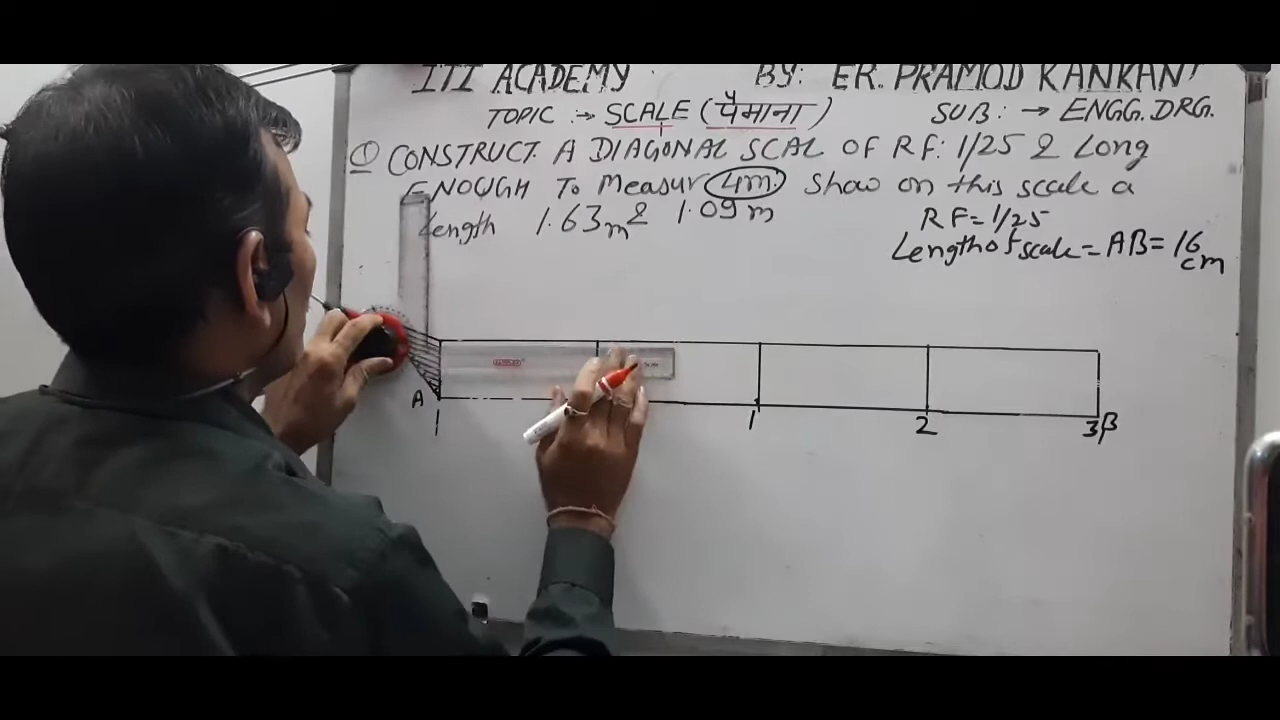 ITI ACADEMY BY: ER. PRAMOD KANKANI
TOPIC :→ SCALE (पैमाना) SUB: → ENGG. DRG.
① CONSTRUCT A DIAGONAL SCAL OF RF: 1/25 & Long
ENOUGH To Measur 4m. Show on this scale a
Length 1.63m & 1.09m
RF = 1/25
Length of scale = AB = 16 cm
A
1 1 2 3 B